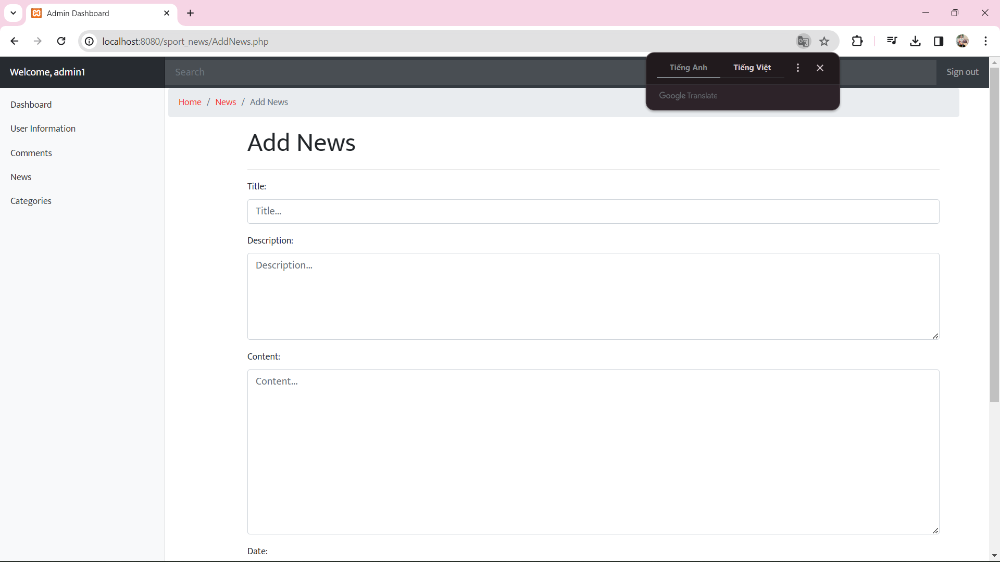 Admin Dashboard
localhost:8080/sport_news/AddNews.php
Welcome, admin1
Search
Tiếng Anh
Tiếng Việt
Sign out
Google Translate
Dashboard
User Information
Comments
News
Categories
Home / News / Add News
Add News
Title:
Title...
Description:
Description...
Content:
Content...
Date: